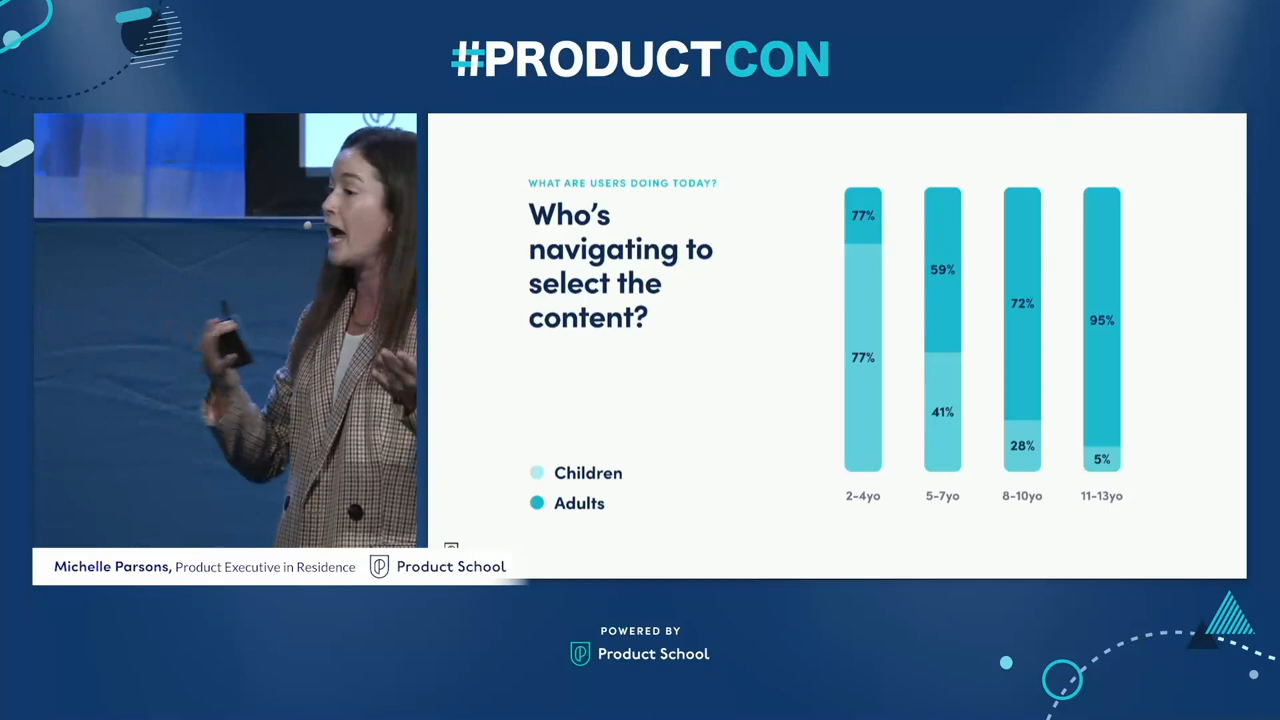 #PRODUCTCON
WHAT ARE USERS DOING TODAY?
Who's
navigating to
select the
content?
Children
Adults
77%
77%
59%
41%
72%
28%
95%
5%
2-4yo
5-7yo
8-10yo
11-13yo
Michelle Parsons, Product Executive in Residence
Product School
POWERED BY
Product School